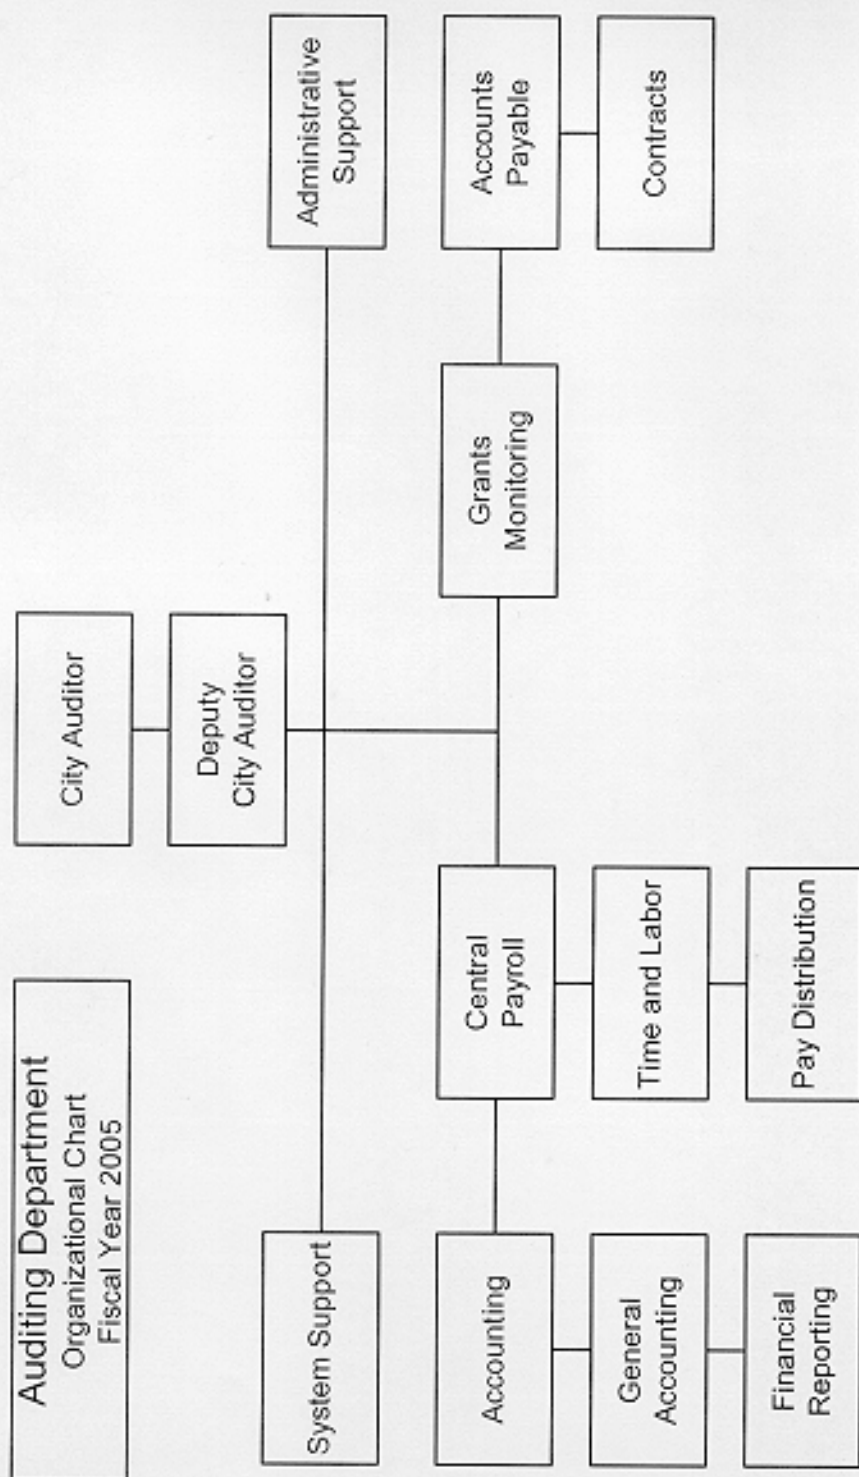 Auditing Department
Organizational Chart
Fiscal Year 2005
City Auditor
Deputy
City Auditor
System Support
Administrative
Support
Accounting
Central
Payroll
Grants
Monitoring
Accounts
Payable
General
Accounting
Time and Labor
Contracts
Financial
Reporting
Pay Distribution